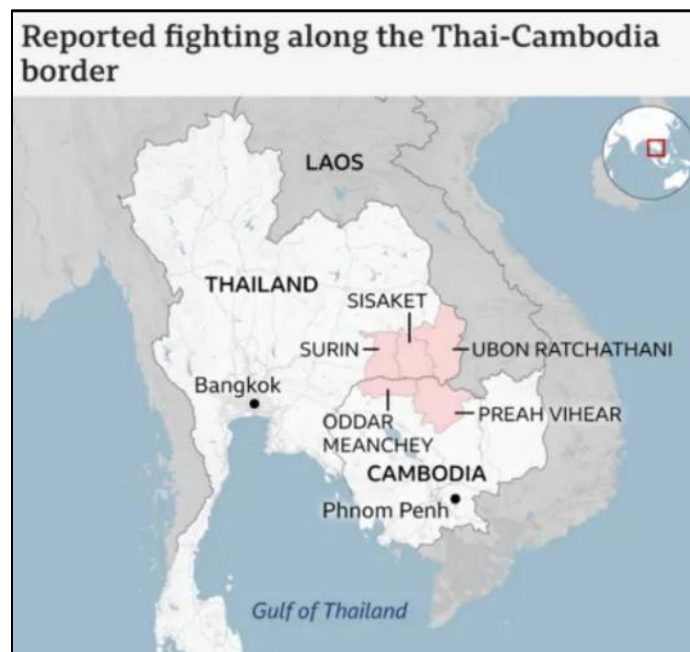 Reported fighting along the Thai-Cambodia
border
LAOS
THAILAND
SISAKET
SURIN
UBON RATCHATHANI
Bangkok
ODDAR
MEANCHEY
PREAH VIHEAR
CAMBODIA
Phnom Penh
Gulf of Thailand